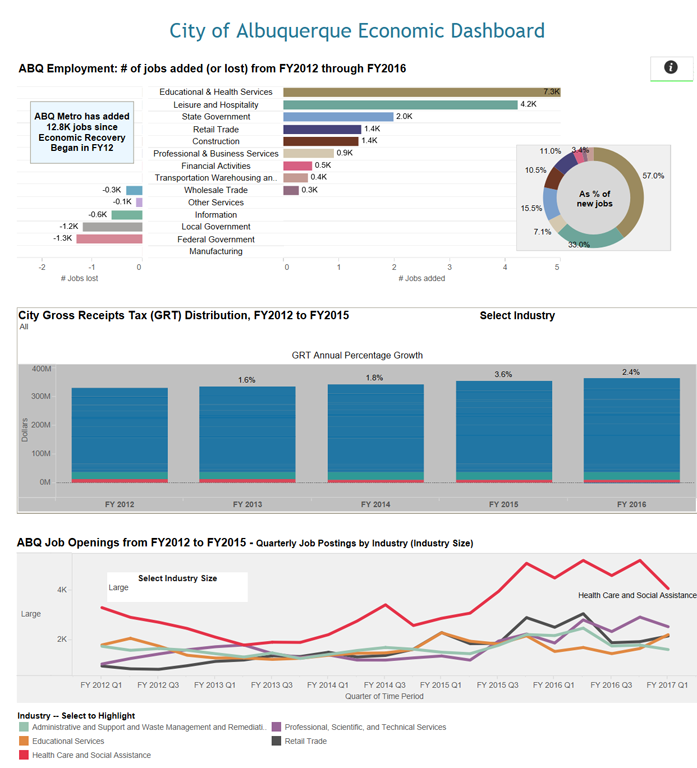 City of Albuquerque Economic Dashboard
ABQ Employment: # of jobs added (or lost) from FY2012 through FY2016
i
ABQ Metro has added
12.8K jobs since
Economic Recovery
Began in FY12
Educational & Health Services 7.3K
Leisure and Hospitality 4.2K
State Government 2.0K
Retail Trade 1.4K
Construction 1.4K
Professional & Business Services 0.9K
Financial Activities 0.5K
Transportation Warehousing an.. 0.4K
-0.3K Wholesale Trade 0.3K
-0.1K Other Services
-0.6K Information
-1.2K Local Government
-1.3K Federal Government
Manufacturing
-2 -1 0 0 1 2 3 4 5
# Jobs lost # Jobs added
11.0% 3.4%
10.5% 57.0%
As % of
new jobs
15.5%
7.1%
33.0%
City Gross Receipts Tax (GRT) Distribution, FY2012 to FY2015 Select Industry
All
GRT Annual Percentage Growth
400M
300M
200M
100M
0M
Dollars
1.6% 1.8% 3.6% 2.4%
FY 2012 FY 2013 FY 2014 FY 2015 FY 2016
ABQ Job Openings from FY2012 to FY2015 - Quarterly Job Postings by Industry (Industry Size)
Select Industry Size
Large
4K
Health Care and Social Assistance
Large
2K
FY 2012 Q1 FY 2012 Q3 FY 2013 Q1 FY 2013 Q3 FY 2014 Q1 FY 2014 Q3 FY 2015 Q1 FY 2015 Q3 FY 2016 Q1 FY 2016 Q3 FY 2017 Q1
Quarter of Time Period
Industry -- Select to Highlight
Administrative and Support and Waste Management and Remediati.. Professional, Scientific, and Technical Services
Educational Services Retail Trade
Health Care and Social Assistance